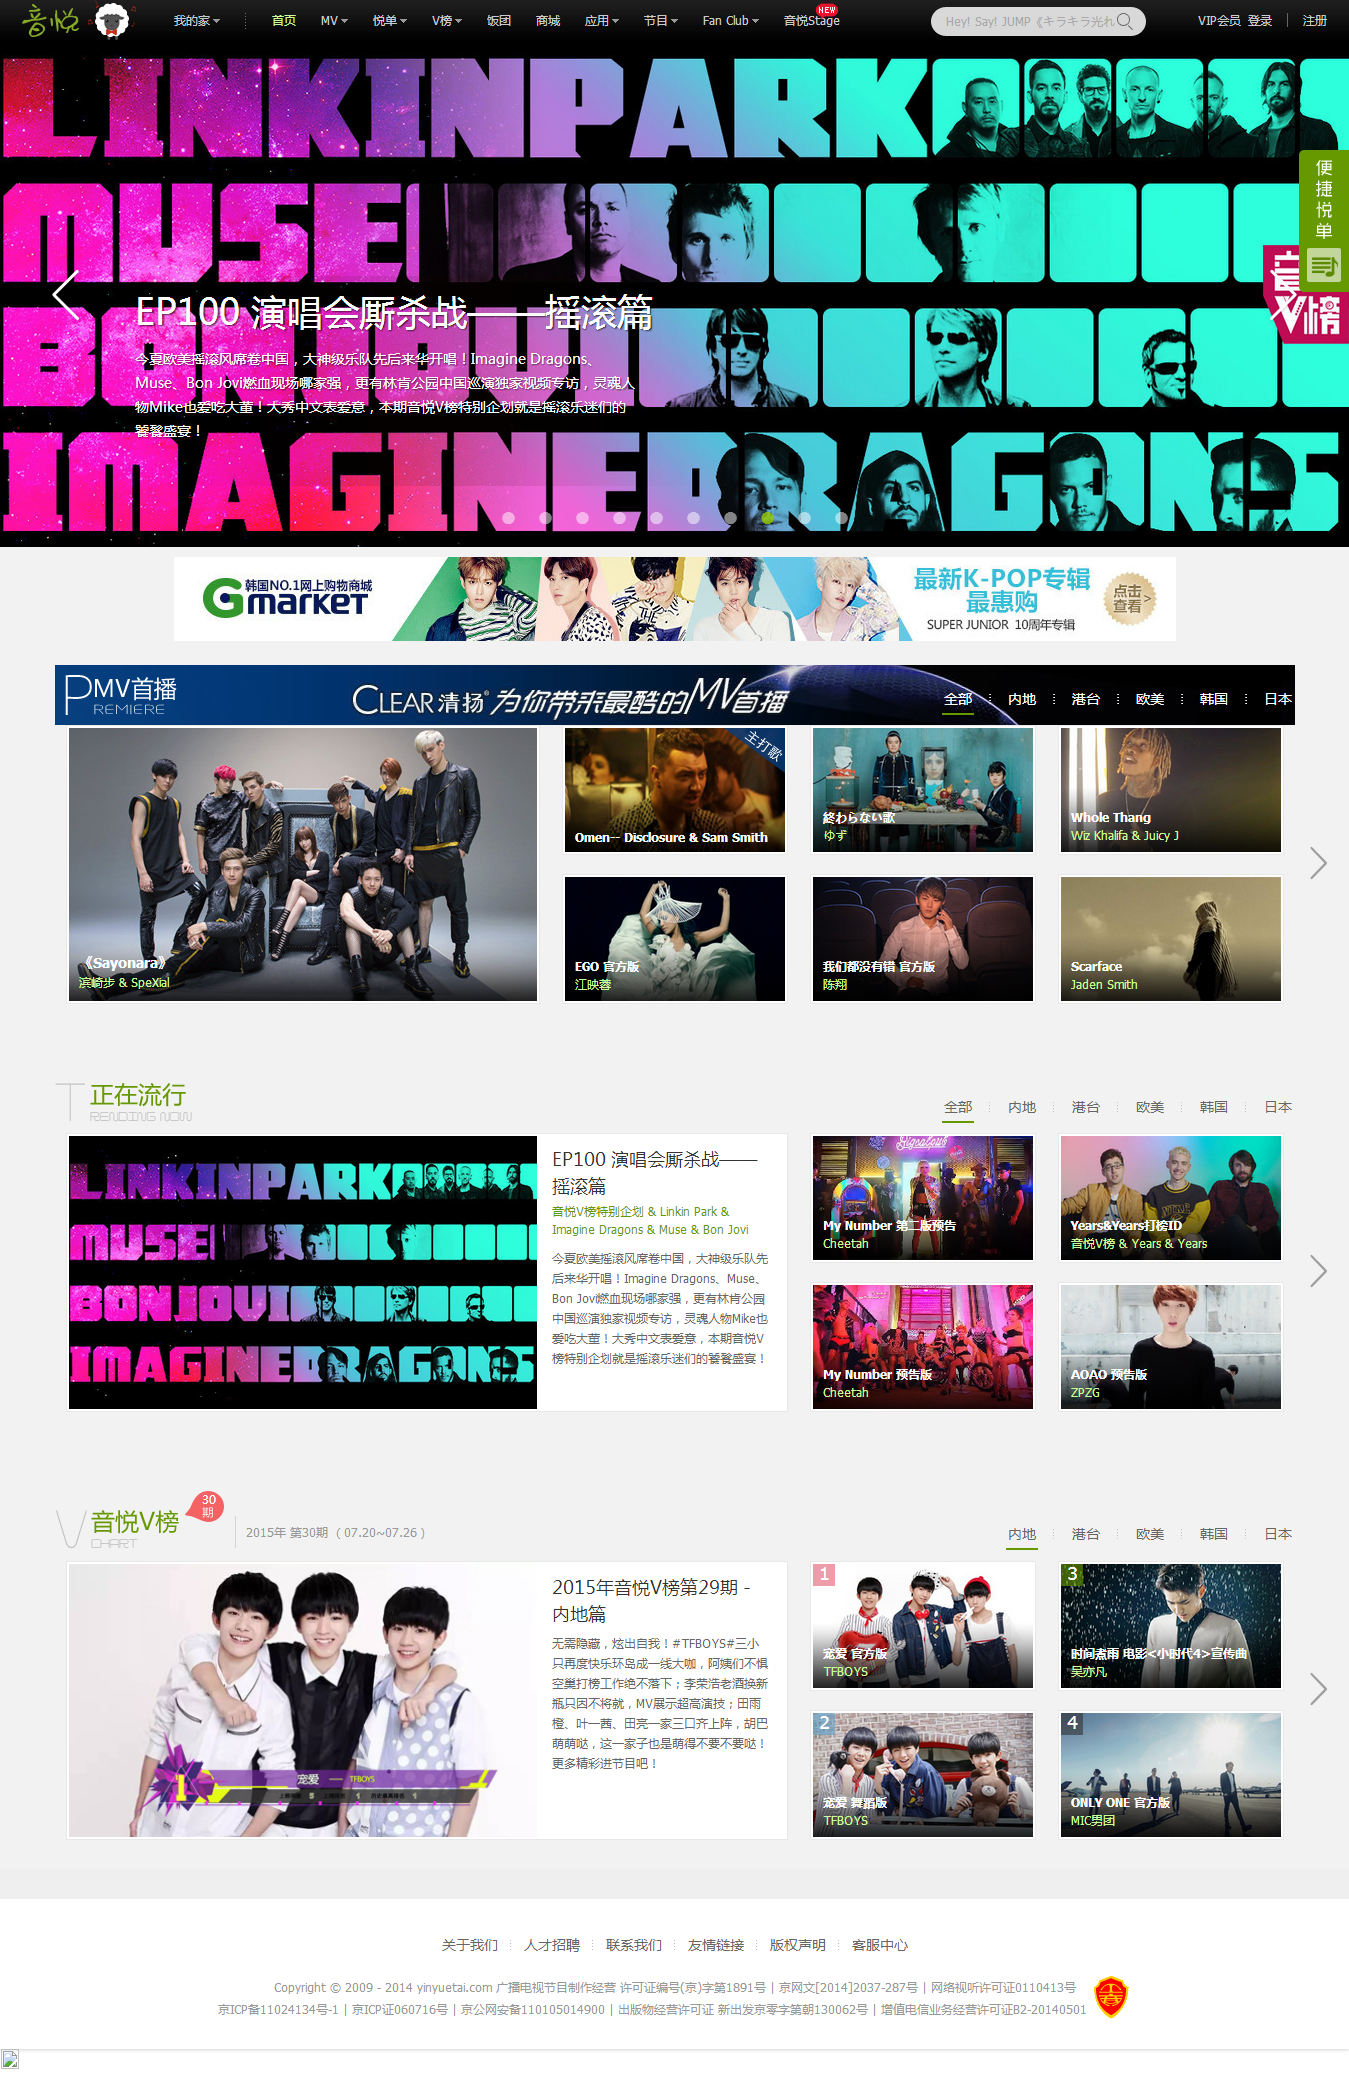 音悦
我的家
首页
MV
悦单
V榜
饭团
商城
应用
节目
Fan Club
音悦Stage
NEW
Hey! Say! JUMP《キラキラ光れ
VIP会员 登录
注册
LINKINPARK
MUSE
BONJOVI
IMAGINEDRAGONS
便捷悦单
音V榜
EP100 演唱会厮杀战——摇滚篇
今夏欧美摇滚风席卷中国，大神级乐队先后来华开唱！Imagine Dragons、
Muse、Bon Jovi燃血现场哪家强，更有林肯公园中国巡演独家视频专访，灵魂人
物Mike也爱吃大董！大秀中文表爱意，本期音悦V榜特别企划就是摇滚乐迷们的
饕餮盛宴！
韩国NO.1网上购物商城
Gmarket
最新K-POP专辑
最惠购
SUPER JUNIOR 10周年专辑
点击
查看>
PMV首播
REMIERE
CLEAR清扬®为你带来最酷的MV首播
全部
内地
港台
欧美
韩国
日本
《Sayonara》
滨崎步 & SpeXial
主打歌
Omen-- Disclosure & Sam Smith
終わらない歌
ゆず
Whole Thang
Wiz Khalifa & Juicy J
EGO 官方版
江映蓉
我们都没有错 官方版
陈翔
Scarface
Jaden Smith
T正在流行
RENDING NOW
全部
内地
港台
欧美
韩国
日本
LINKINPARK
MUSE
BONJOVI
IMAGINEDRAGONS
EP100 演唱会厮杀战——
摇滚篇
音悦V榜特别企划 & Linkin Park &
Imagine Dragons & Muse & Bon Jovi
今夏欧美摇滚风席卷中国，大神级乐队先
后来华开唱！Imagine Dragons、Muse、
Bon Jovi燃血现场哪家强，更有林肯公园
中国巡演独家视频专访，灵魂人物Mike也
爱吃大董！大秀中文表爱意，本期音悦V
榜特别企划就是摇滚乐迷们的饕餮盛宴！
My Number 第二版预告
Cheetah
Years&Years打榜ID
音悦V榜 & Years & Years
My Number 预告版
Cheetah
AOAO 预告版
ZPZG
V音悦V榜
CHART
30
期
2015年 第30期 （07.20~07.26）
内地
港台
欧美
韩国
日本
1 宠爱 —— TFBOYS
2015年音悦V榜第29期 -
内地篇
无需隐藏，炫出自我！#TFBOYS#三小
只再度快乐环岛成一线大咖，阿姨们不惧
空巢打榜工作绝不落下；李荣浩老酒换新
瓶只因不将就，MV展示超高演技；田雨
橙、叶一茜、田亮一家三口齐上阵，胡巴
萌萌哒，这一家子也是萌得不要不要哒！
更多精彩进节目吧！
1
宠爱 官方版
TFBOYS
3
时间煮雨 电影<小时代4>宣传曲
吴亦凡
2
宠爱 舞蹈版
TFBOYS
4
ONLY ONE 官方版
MIC男团
关于我们
人才招聘
联系我们
友情链接
版权声明
客服中心
Copyright © 2009 - 2014 yinyuetai.com 广播电视节目制作经营 许可证编号(京)字第1891号 | 京网文[2014]2037-287号 | 网络视听许可证0110413号
京ICP备11024134号-1 | 京ICP证060716号 | 京公网安备110105014900 | 出版物经营许可证 新出发京零字第朝130062号 | 增值电信业务经营许可证B2-20140501